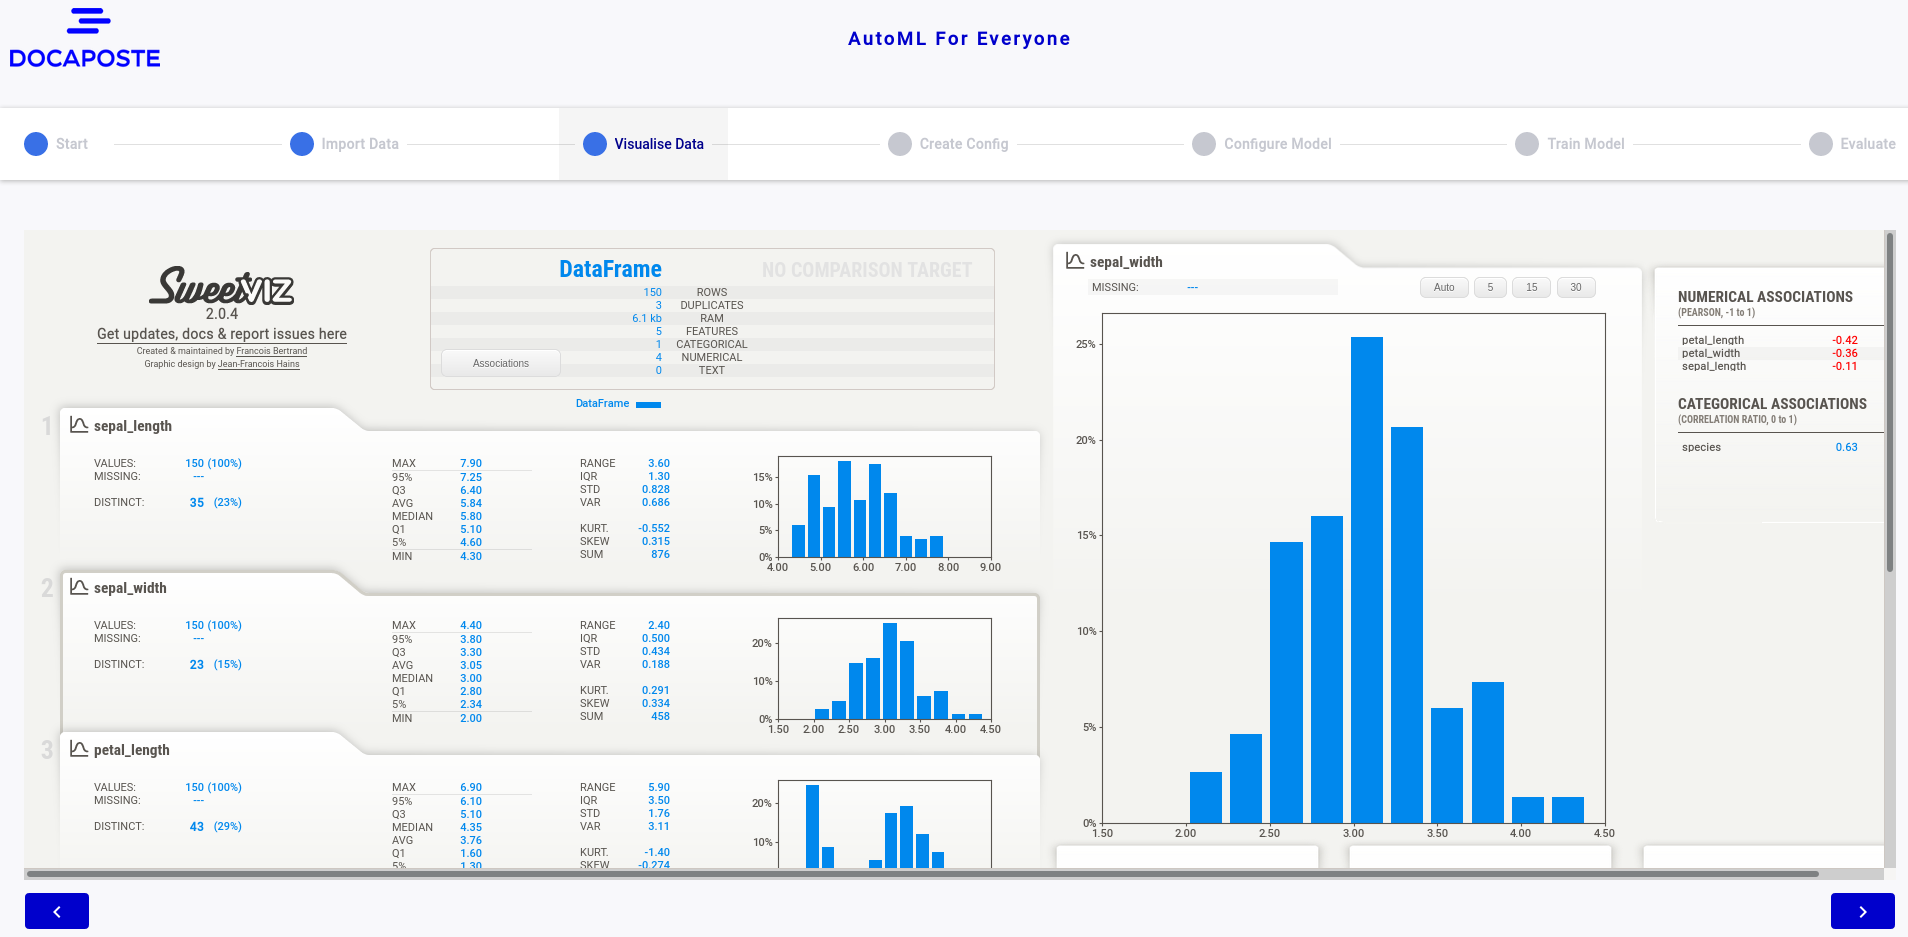 DOCAPOSTE
AutoML For Everyone
Start Import Data Visualise Data Create Config Configure Model Train Model Evaluate
SweetVIZ
2.0.4
Get updates, docs & report issues here
Created & maintained by Francois Bertrand
Graphic design by Jean-Francois Hains
DataFrame NO COMPARISON TARGET
150 ROWS
3 DUPLICATES
6.1 kb RAM
5 FEATURES
1 CATEGORICAL
4 NUMERICAL
0 TEXT
Associations
DataFrame
1 sepal_length
VALUES: 150 (100%)
MISSING: ---
DISTINCT: 35 (23%)
MAX 7.90
95% 7.25
Q3 6.40
AVG 5.84
MEDIAN 5.80
Q1 5.10
5% 4.60
MIN 4.30
RANGE 3.60
IQR 1.30
STD 0.828
VAR 0.686
KURT. -0.552
SKEW 0.315
SUM 876
15%
10%
5%
0%
4.00 5.00 6.00 7.00 8.00 9.00
2 sepal_width
VALUES: 150 (100%)
MISSING: ---
DISTINCT: 23 (15%)
MAX 4.40
95% 3.80
Q3 3.30
AVG 3.05
MEDIAN 3.00
Q1 2.80
5% 2.34
MIN 2.00
RANGE 2.40
IQR 0.500
STD 0.434
VAR 0.188
KURT. 0.291
SKEW 0.334
SUM 458
20%
10%
0%
1.50 2.00 2.50 3.00 3.50 4.00 4.50
3 petal_length
VALUES: 150 (100%)
MISSING: ---
DISTINCT: 43 (29%)
MAX 6.90
95% 6.10
Q3 5.10
MEDIAN 4.35
AVG 3.76
Q1 1.60
5% 1.30
RANGE 5.90
IQR 3.50
STD 1.76
VAR 3.11
KURT. -1.40
SKEW -0.274
20%
10%
sepal_width
MISSING: ---
Auto 5 15 30
25%
20%
15%
10%
5%
0%
1.50 2.00 2.50 3.00 3.50 4.00 4.50
NUMERICAL ASSOCIATIONS
(PEARSON, -1 to 1)
petal_length -0.42
petal_width -0.36
sepal_length -0.11
CATEGORICAL ASSOCIATIONS
(CORRELATION RATIO, 0 to 1)
species 0.63